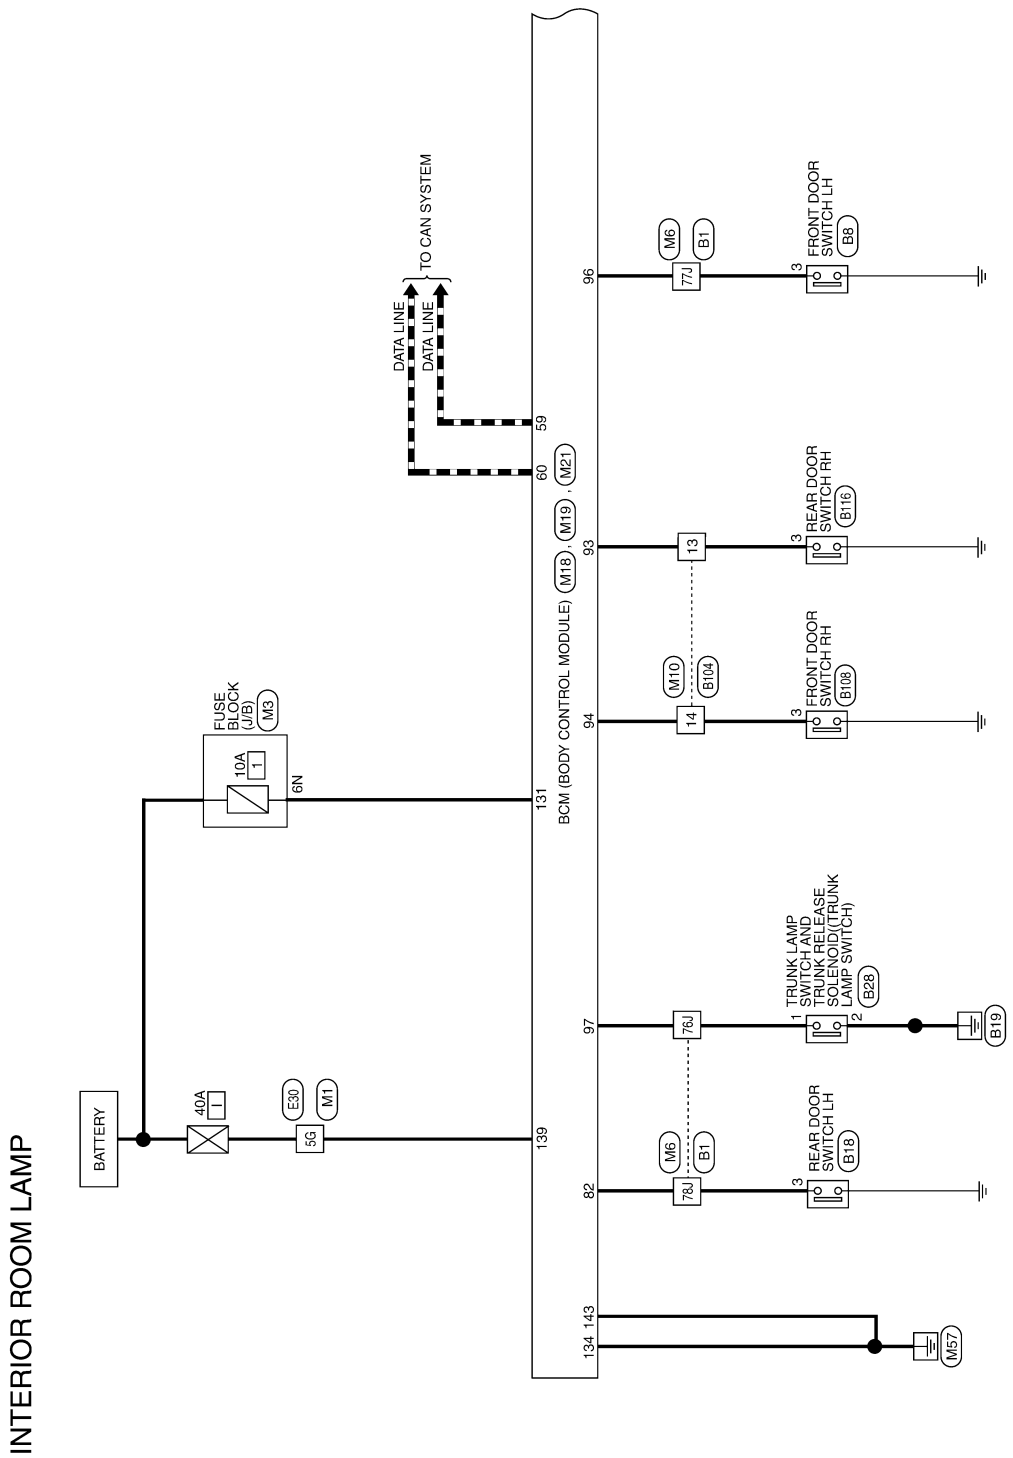 INTERIOR ROOM LAMP
BATTERY
40A
I
E30
5G
M1
139
FUSE
BLOCK
(J/B)
M3
10A
1
6N
131
DATA LINE
DATA LINE
TO CAN SYSTEM
60
59
BCM (BODY CONTROL MODULE) M18 , M19 , M21
134
143
82
97
94
93
96
M57
M6
78J
B1
76J
3
REAR DOOR
SWITCH LH
B18
1
TRUNK LAMP
SWITCH AND
TRUNK RELEASE
SOLENOID((TRUNK
LAMP SWITCH)
B28
2
B19
M10
14
B104
13
3
FRONT DOOR
SWITCH RH
B108
3
REAR DOOR
SWITCH RH
B116
M6
77J
B1
3
FRONT DOOR
SWITCH LH
B8